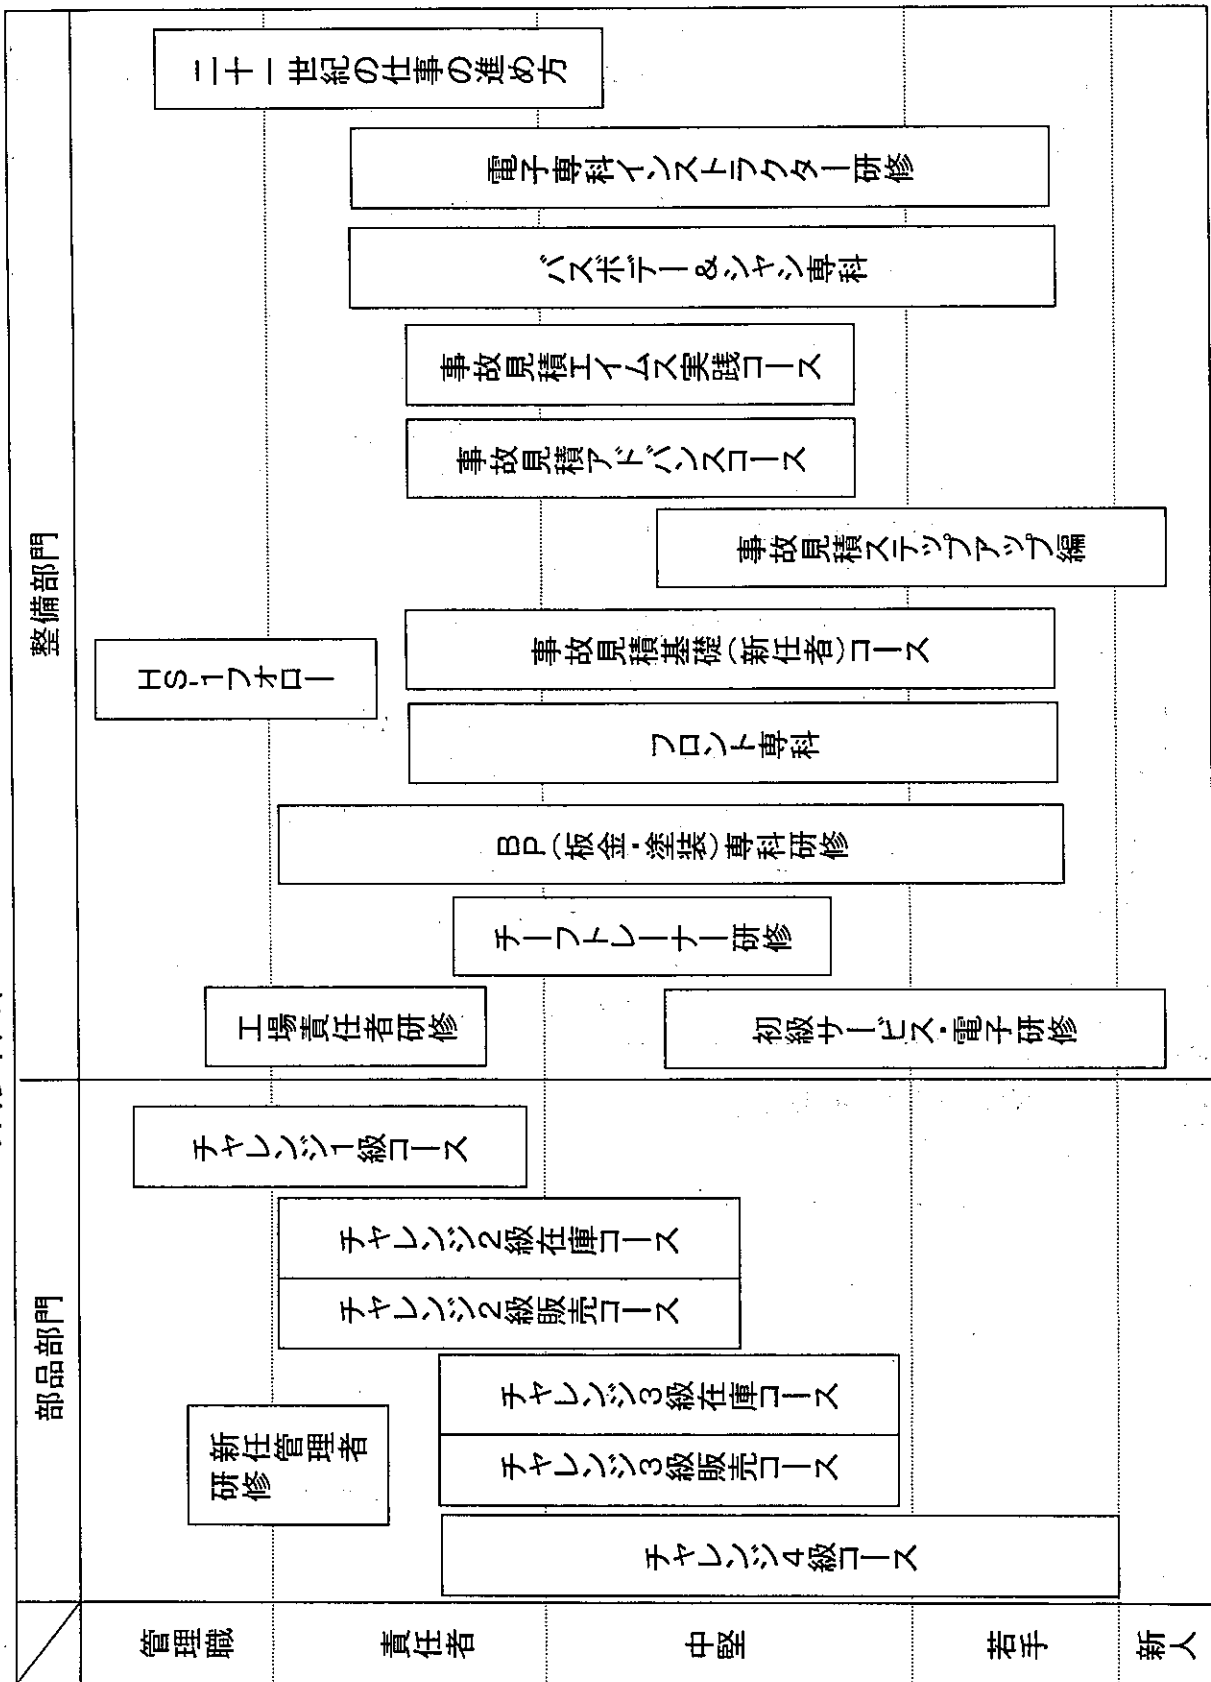 部品部門
整備部門
管理職
責任者
中堅
若手
新人
チャレンジ4級コース
新任管理者
研修
チャレンジ3級販売コース
チャレンジ3級在庫コース
チャレンジ2級販売コース
チャレンジ2級在庫コース
チャレンジ1級コース
工場責任者研修
初級サービス・電子研修
チーフトレーナー研修
BP(板金・塗装)専科研修
フロント専科
HS-1フォロー
事故見積基礎(新任者)コース
事故見積ステップアップ編
事故見積アドバンスコース
事故見積エイムス実践コース
バスボデー&シャシ専科
電子専科インストラクター研修
二十一世紀の仕事の進め方